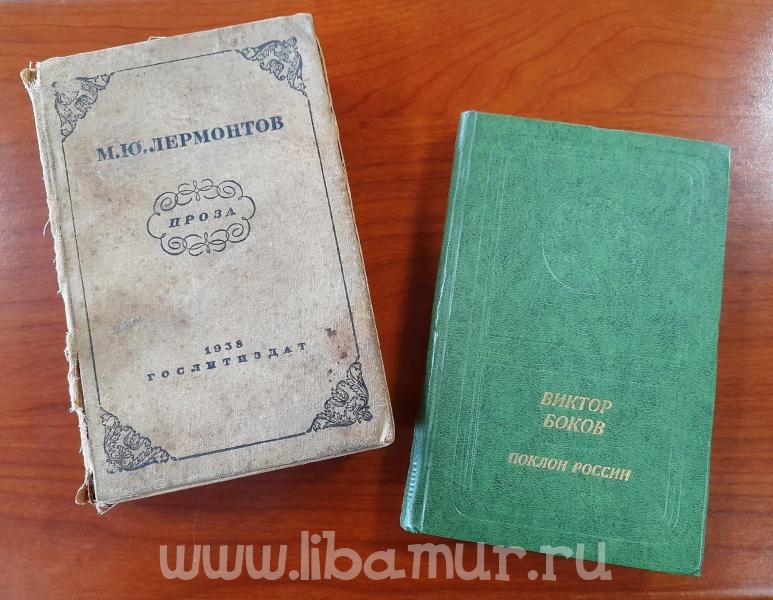 М.Ю.ЛЕРМОНТОВ
ПРОЗА
1938
ГОСЛИТИЗДАТ
ВИКТОР
БОКОВ
ПОКЛОН РОССИИ
www.libamur.ru